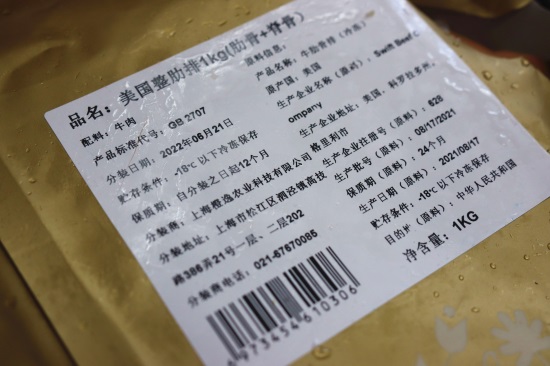 品名：美国整肋排1kg(肋骨+脊骨)
配料：牛肉
产品标准代号：GB 2707
分装日期：2022年06月21日
贮存条件：-18℃以下冷冻保存
保质期：自分装之日起12个月
分装商：上海醴逸农业科技有限公司
分装地址：上海市松江区泗泾镇高技
路386弄21号一层、二层202
分装商电话：021-67670085
6973454610306
原料信息：
产品名称：牛肋骨排（冷冻）
原产国：美国
生产企业名称（原料）：Swift Beef C
ompany
生产企业地址：美国，科罗拉多州，
格里利市
生产企业注册号（原料）：628
生产批号（原料）：08/17/2021
保质期（原料）：24个月
生产日期（原料）：2021/08/17
贮存条件：-18℃以下冷冻保存
目的地（原料）：中华人民共和国
净含量：1KG